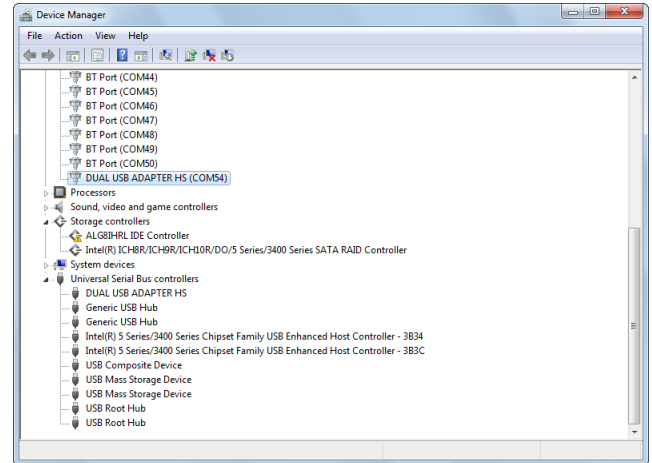 Device Manager
File Action View Help
BT Port (COM44)
BT Port (COM45)
BT Port (COM46)
BT Port (COM47)
BT Port (COM48)
BT Port (COM49)
BT Port (COM50)
DUAL USB ADAPTER HS (COM54)
Processors
Sound, video and game controllers
Storage controllers
ALG8IHRL IDE Controller
Intel(R) ICH8R/ICH9R/ICH10R/DO/5 Series/3400 Series SATA RAID Controller
System devices
Universal Serial Bus controllers
DUAL USB ADAPTER HS
Generic USB Hub
Generic USB Hub
Intel(R) 5 Series/3400 Series Chipset Family USB Enhanced Host Controller - 3B34
Intel(R) 5 Series/3400 Series Chipset Family USB Enhanced Host Controller - 3B3C
USB Composite Device
USB Mass Storage Device
USB Mass Storage Device
USB Root Hub
USB Root Hub